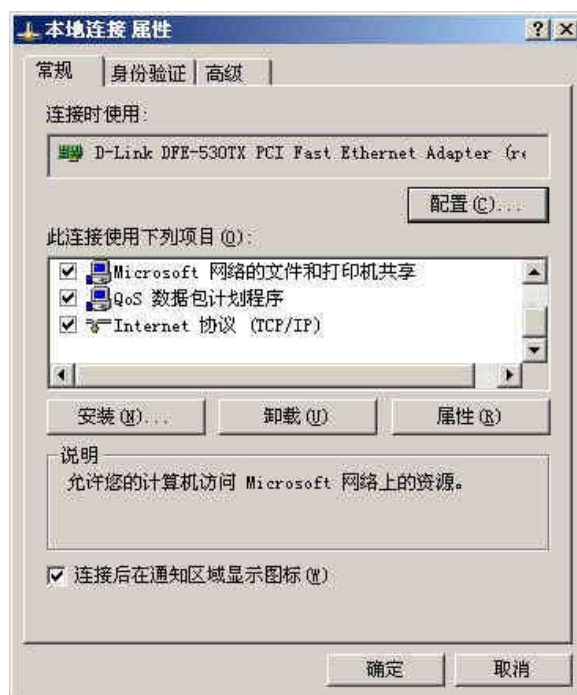 本地连接 属性
常规 身份验证 高级
连接时使用:
D-Link DFE-530TX PCI Fast Ethernet Adapter (re
配置(C)...
此连接使用下列项目(O):
Microsoft 网络的文件和打印机共享
QoS 数据包计划程序
Internet 协议 (TCP/IP)
安装(N)... 卸载(U) 属性(R)
说明
允许您的计算机访问 Microsoft 网络上的资源。
连接后在通知区域显示图标(W)
确定 取消